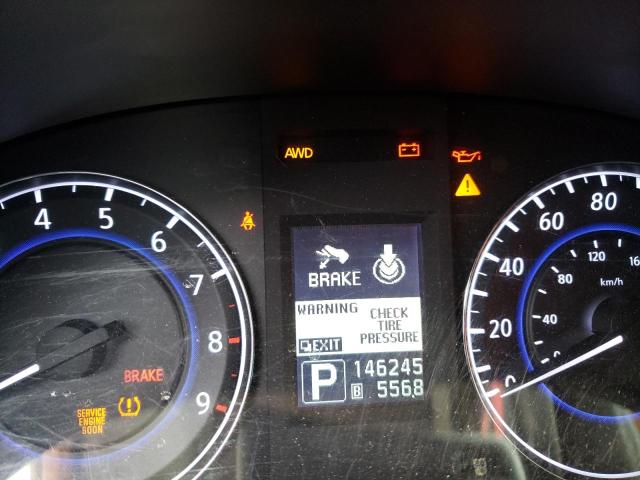 AWD
4 5 6 7 8 9
BRAKE
SERVICE
ENGINE
SOON
BRAKE
WARNING
EXIT
CHECK
TIRE
PRESSURE
P
146245
B 5568
0 20 40 60 80
40 80 120
km/h